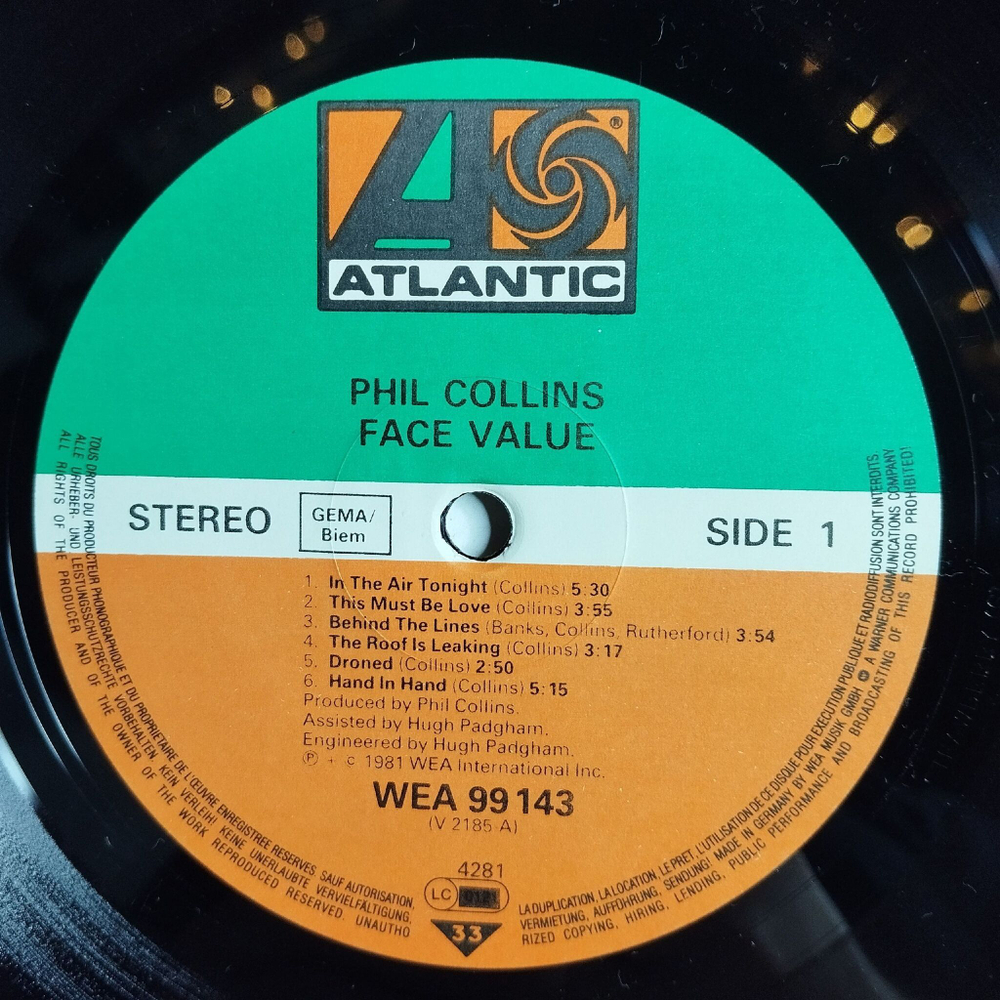 ®
ATLANTIC
PHIL COLLINS
FACE VALUE
STEREO
GEMA/
Biem
SIDE 1
1. In The Air Tonight (Collins) 5:30
2. This Must Be Love (Collins) 3:55
3. Behind The Lines (Banks, Collins, Rutherford) 3:54
4. The Roof Is Leaking (Collins) 3:17
5. Droned (Collins) 2:50
6. Hand In Hand (Collins) 5:15
Produced by Phil Collins.
Assisted by Hugh Padgham.
Engineered by Hugh Padgham.
Ⓟ + c 1981 WEA International Inc.
WEA 99 143
(V 2185-A)
4281
LC
33
TOUS DROITS DU PRODUCTEUR PHONOGRAPHIQUE ET DU PROPRIETAIRE DE L'ŒUVRE ENREGISTREE RESERVES. SAUF AUTORISATION,
LA DUPLICATION, LA LOCATION, LE PRET, L'UTILISATION DE CE DISQUE POUR EXECUTION PUBLIQUE ET RADIODIFFUSION SONT INTERDITS.
ALLE URHEBER- UND LEISTUNGSSCHUTZRECHTE VORBEHALTEN. KEIN VERLEIH! KEINE UNERLAUBTE VERVIELFÄLTIGUNG,
VERMIETUNG, AUFFÜHRUNG, SENDUNG! MADE IN GERMANY BY WEA MUSIK GMBH A WARNER COMMUNICATIONS COMPANY
ALL RIGHTS OF THE PRODUCER AND OF THE OWNER OF THE WORK REPRODUCED RESERVED. UNAUTHO
RIZED COPYING, HIRING, LENDING, PUBLIC PERFORMANCE AND BROADCASTING OF THIS RECORD PROHIBITED!